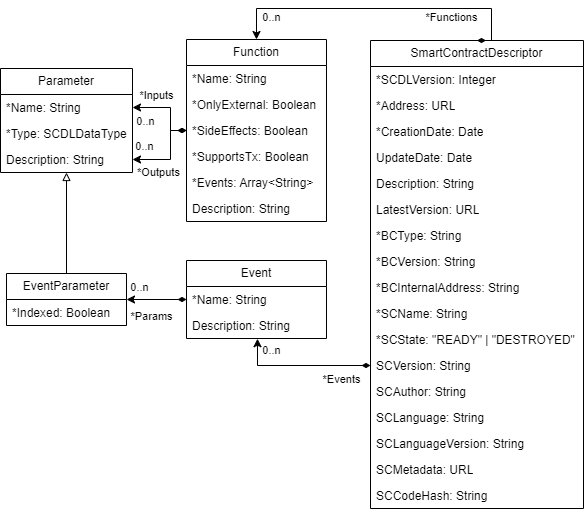 0..n
*Functions
Function
*Name: String
*OnlyExternal: Boolean
*SideEffects: Boolean
*SupportsTx: Boolean
*Events: Array<String>
Description: String
SmartContractDescriptor
*SCDLVersion: Integer
*Address: URL
*CreationDate: Date
UpdateDate: Date
Description: String
LatestVersion: URL
*BCType: String
*BCVersion: String
*BCInternalAddress: String
*SCName: String
*SCState: "READY" | "DESTROYED"
SCVersion: String
SCAuthor: String
SCLanguage: String
SCLanguageVersion: String
SCMetadata: URL
SCCodeHash: String
Parameter
*Name: String
*Type: SCDLDataType
Description: String
*Inputs
0..n
0..n
*Outputs
EventParameter
*Indexed: Boolean
0..n
*Params
Event
*Name: String
Description: String
0..n
*Events